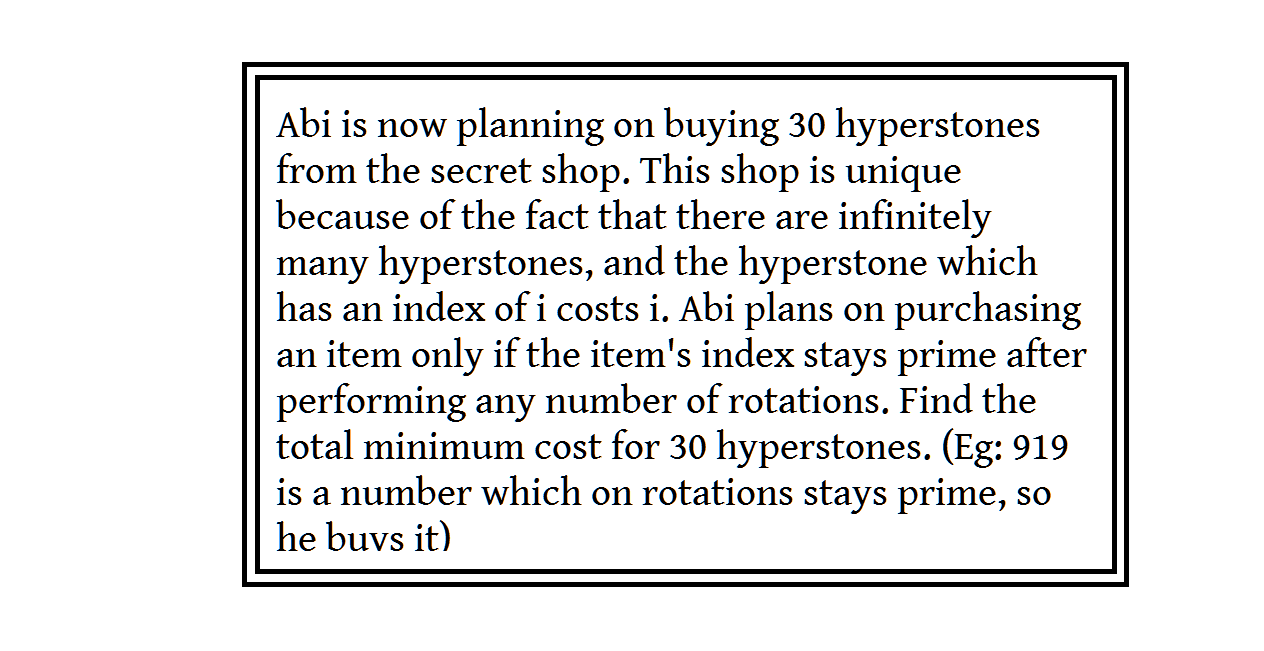 Abi is now planning on buying 30 hyperstones
from the secret shop. This shop is unique
because of the fact that there are infinitely
many hyperstones, and the hyperstone which
has an index of i costs i. Abi plans on purchasing
an item only if the item's index stays prime after
performing any number of rotations. Find the
total minimum cost for 30 hyperstones. (Eg: 919
is a number which on rotations stays prime, so
he buys it)